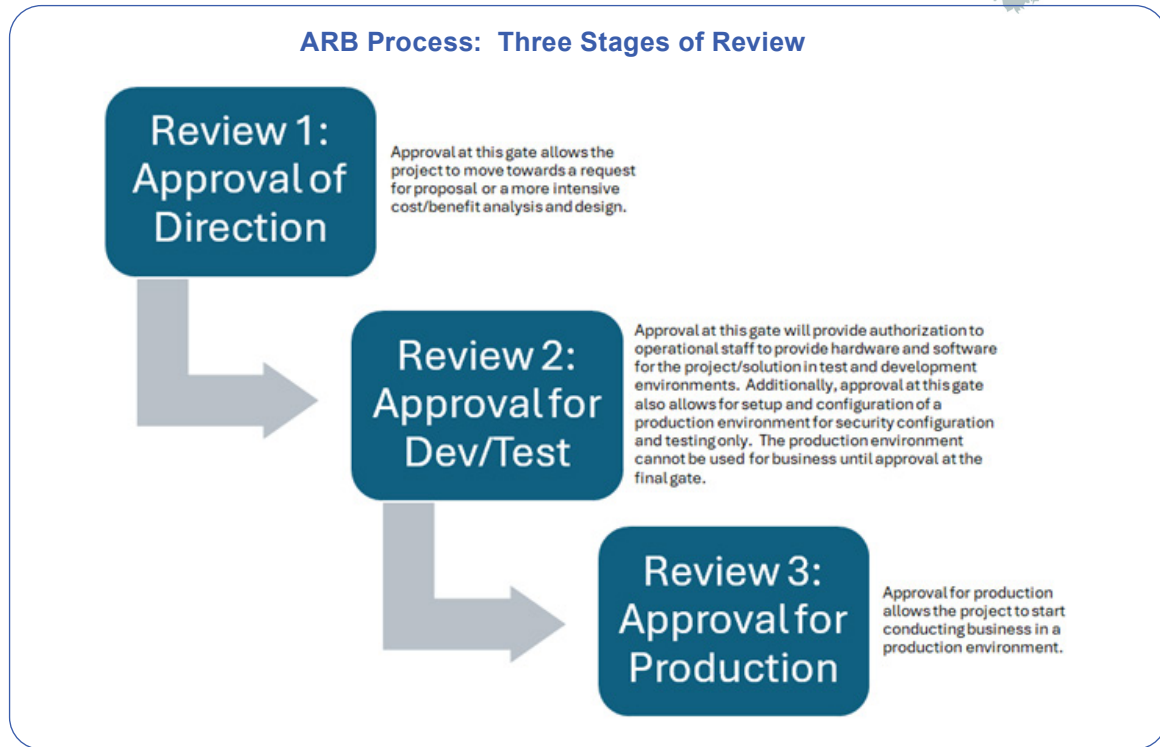 ARB Process:  Three Stages of Review
Review 1:
Approval of
Direction
Approval at this gate allows the
project to move towards a request
for proposal or a more intensive
cost/benefit analysis and design.
Review 2:
Approval for
Dev/Test
Approval at this gate will provide authorization to
operational staff to provide hardware and software
for the project/solution in test and development
environments.  Additionally, approval at this gate
also allows for setup and configuration of a
production environment for security configuration
and testing only.  The production environment
cannot be used for business until approval at the
final gate.
Review 3:
Approval for
Production
Approval for production
allows the project to start
conducting business in a
production environment.